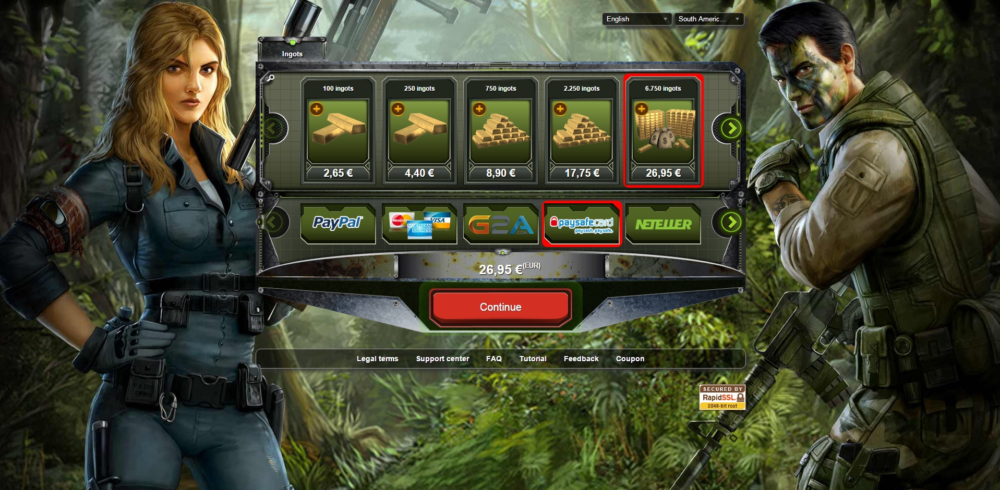 English
South Americ...
Ingots
100 ingots
250 ingots
750 ingots
2.250 ingots
6.750 ingots
2,65 €
4,40 €
8,90 €
17,75 €
26,95 €
PayPal
MasterCard
VISA
AMERICAN
EXPRESS
G2A
.COM
paysafecard
pay cash. pay safe.
NETELLER
26,95 €(EUR)
Continue
Legal terms
Support center
FAQ
Tutorial
Feedback
Coupon
SECURED BY
RapidSSL.
2048-bit root